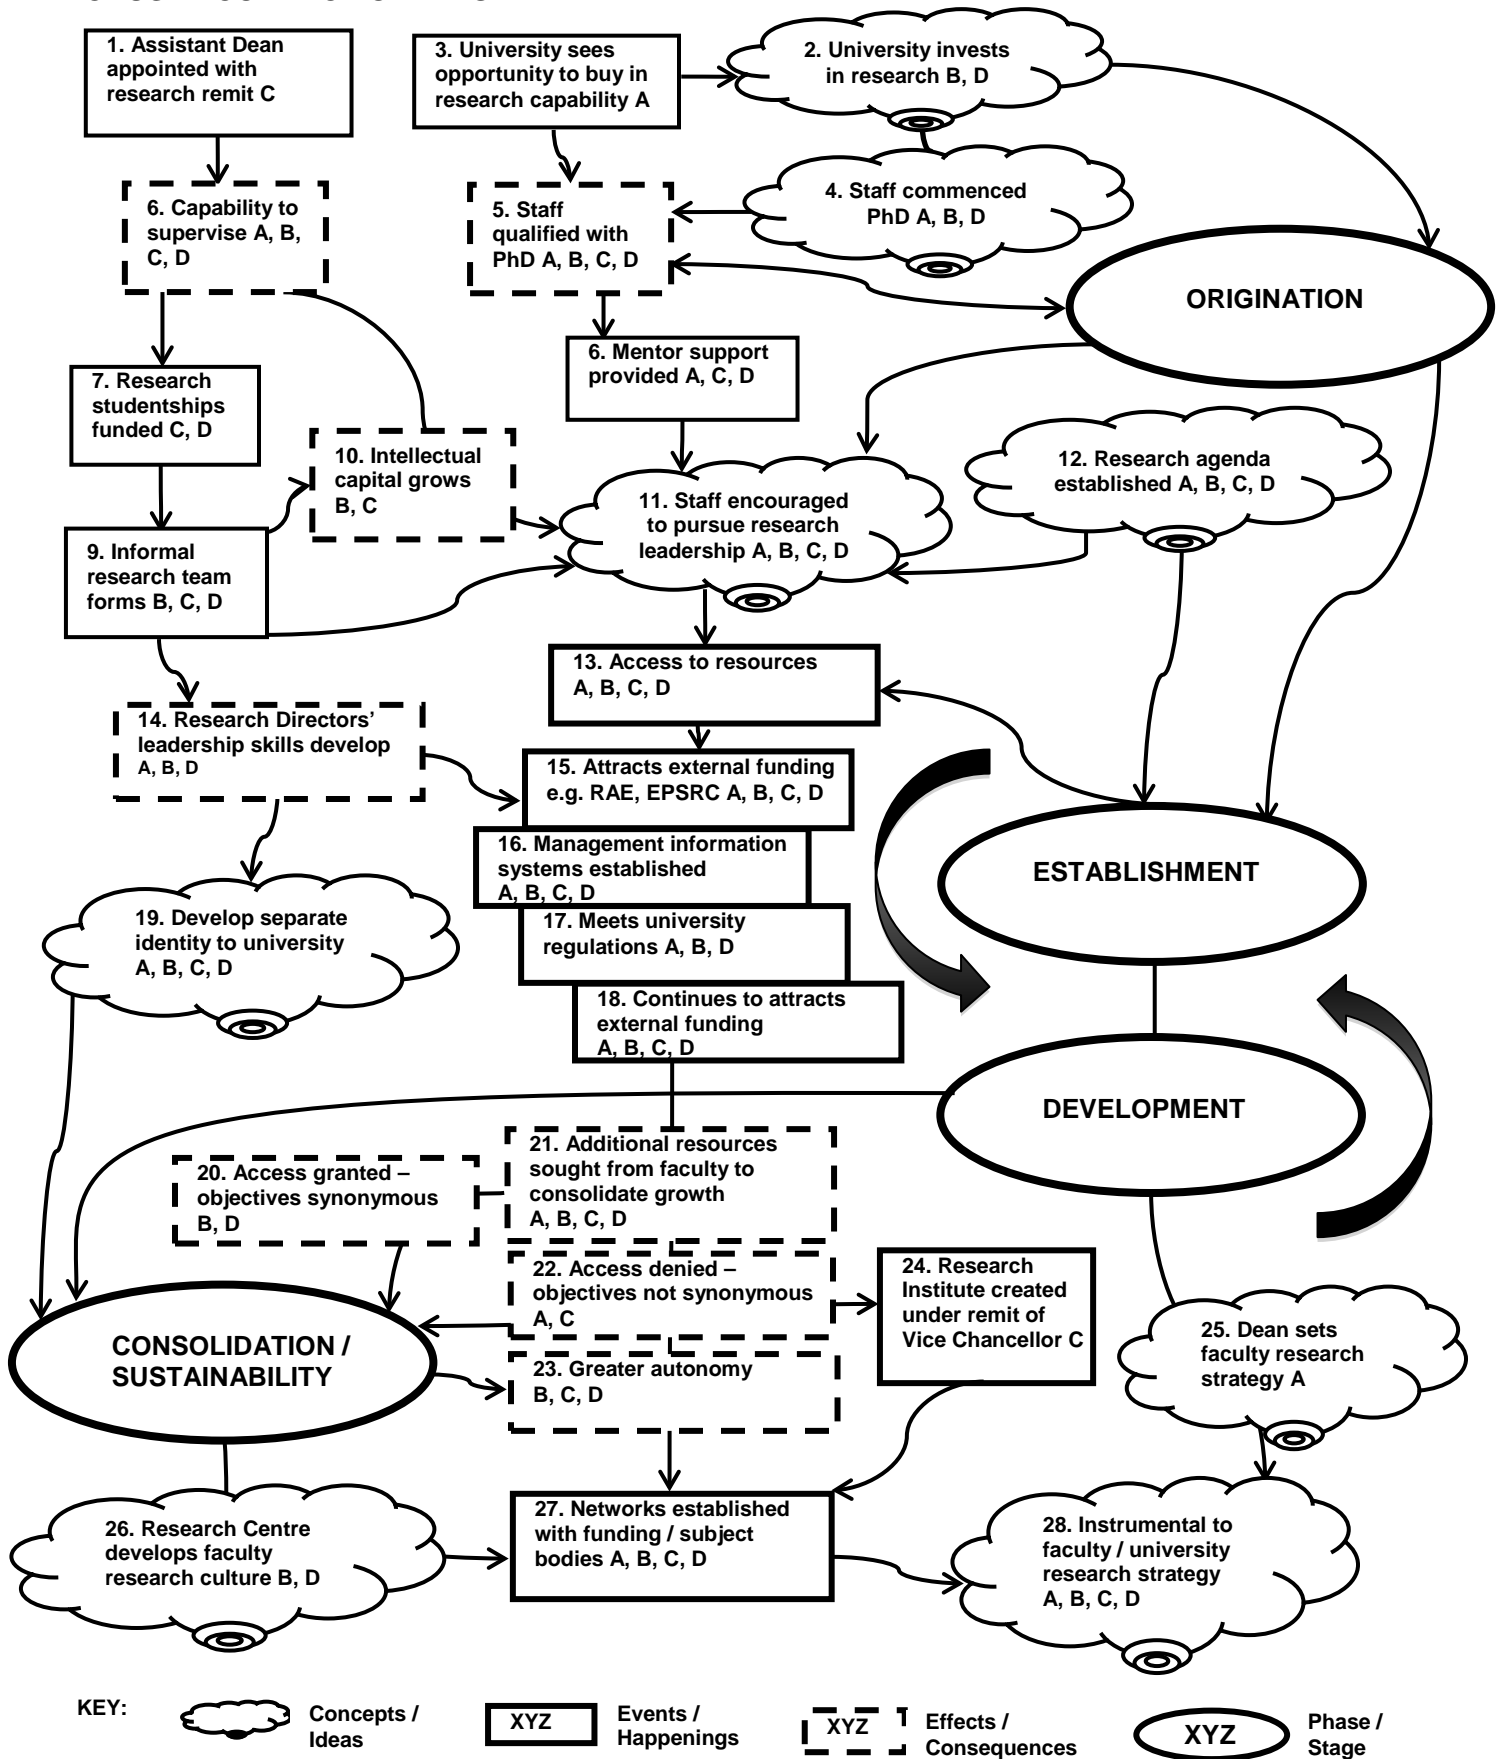 1. Assistant Dean
appointed with
research remit C
3. University sees
opportunity to buy in
research capability A
2. University invests
in research B, D
6. Capability to
supervise A, B,
C, D
5. Staff
qualified with
PhD A, B, C, D
4. Staff commenced
PhD A, B, D
ORIGINATION
7. Research
studentships
funded C, D
6. Mentor support
provided A, C, D
10. Intellectual
capital grows
B, C
11. Staff encouraged
to pursue research
leadership A, B, C, D
12. Research agenda
established A, B, C, D
9. Informal
research team
forms B, C, D
13. Access to resources
A, B, C, D
14. Research Directors’
leadership skills develop
A, B, D
15. Attracts external funding
e.g. RAE, EPSRC A, B, C, D
16. Management information
systems established
A, B, C, D
ESTABLISHMENT
19. Develop separate
identity to university
A, B, C, D
17. Meets university
regulations A, B, D
18. Continues to attracts
external funding
A, B, C, D
DEVELOPMENT
20. Access granted –
objectives synonymous
B, D
21. Additional resources
sought from faculty to
consolidate growth
A, B, C, D
22. Access denied –
objectives not synonymous
A, C
24. Research
Institute created
under remit of
Vice Chancellor C
CONSOLIDATION /
SUSTAINABILITY
23. Greater autonomy
B, C, D
25. Dean sets
faculty research
strategy A
26. Research Centre
develops faculty
research culture B, D
27. Networks established
with funding / subject
bodies A, B, C, D
28. Instrumental to
faculty / university
research strategy
A, B, C, D
KEY:
Concepts /
Ideas
XYZ
Events /
Happenings
XYZ
Effects /
Consequences
XYZ
Phase /
Stage